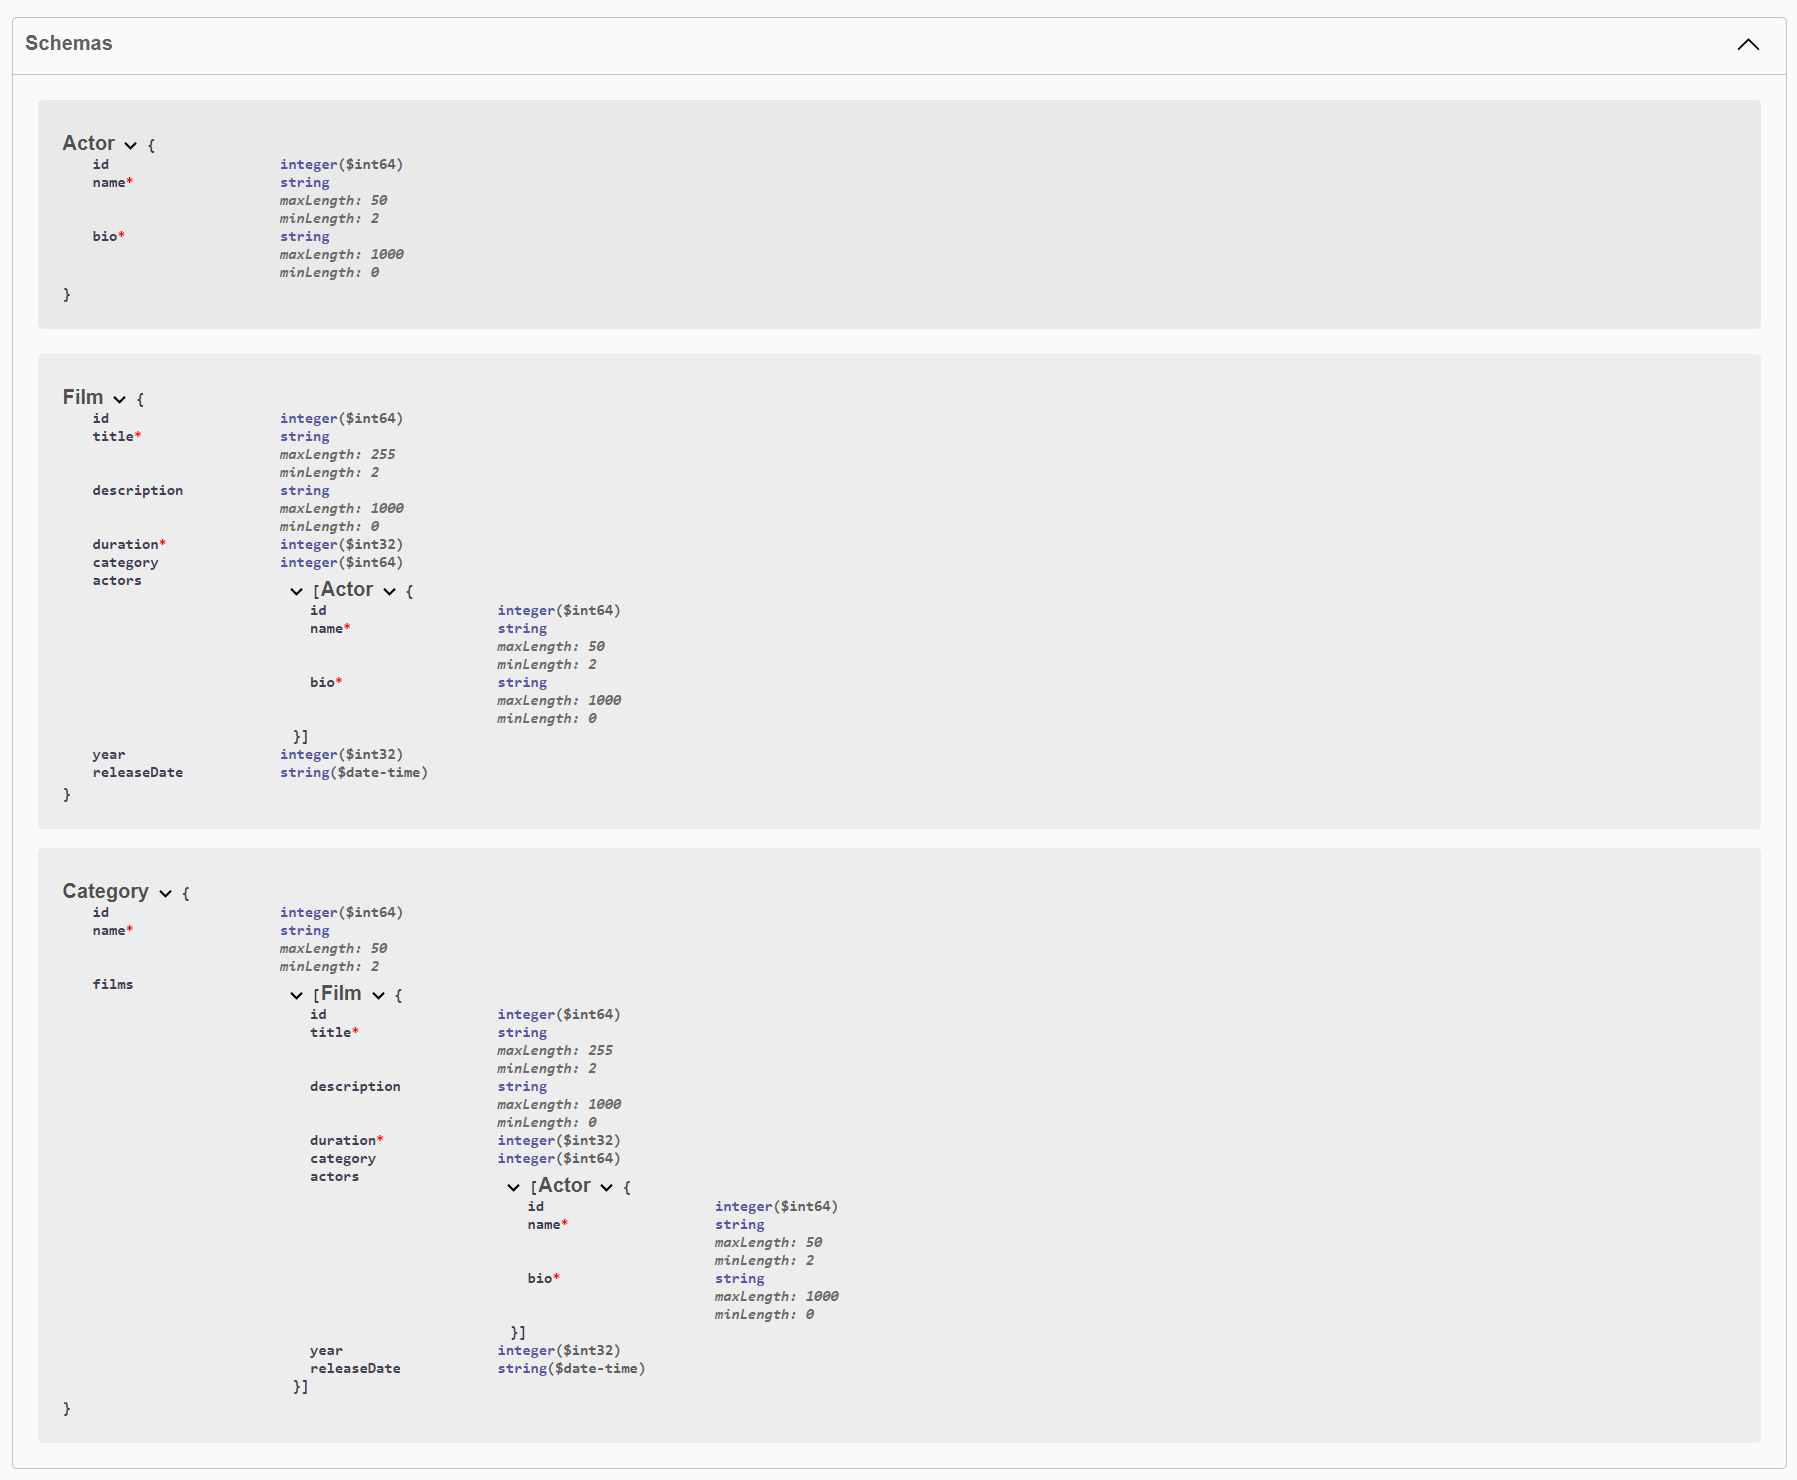 Schemas
Actor {
id integer($int64)
name* string
maxLength: 50
minLength: 2
bio* string
maxLength: 1000
minLength: 0
}
Film {
id integer($int64)
title* string
maxLength: 255
minLength: 2
description string
maxLength: 1000
minLength: 0
duration* integer($int32)
category integer($int64)
actors
[Actor {
id integer($int64)
name* string
maxLength: 50
minLength: 2
bio* string
maxLength: 1000
minLength: 0
}]
year integer($int32)
releaseDate string($date-time)
}
Category {
id integer($int64)
name* string
maxLength: 50
minLength: 2
films
[Film {
id integer($int64)
title* string
maxLength: 255
minLength: 2
description string
maxLength: 1000
minLength: 0
duration* integer($int32)
category integer($int64)
actors
[Actor {
id integer($int64)
name* string
maxLength: 50
minLength: 2
bio* string
maxLength: 1000
minLength: 0
}]
year integer($int32)
releaseDate string($date-time)
}]
}